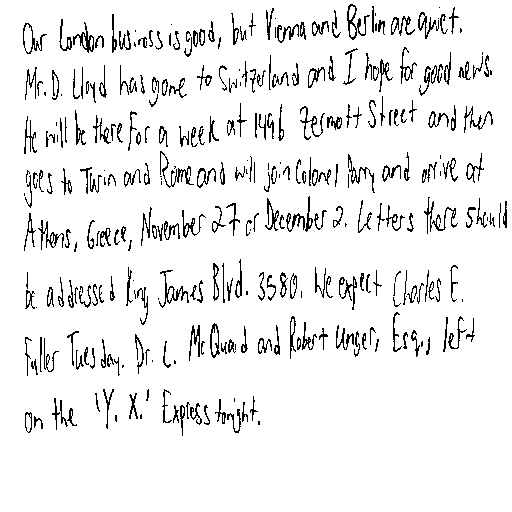 Our London business is good, but Vienna and Berlin are quiet.
Mr. D. Lloyd has gone to Switzerland and I hope for good news.
He will be there for a week at 1496 Zermott Street and then
goes to Turin and Rome and will join Colonel Parry and arrive at
Athens, Greece, November 27 or December 2. Letters there should
be addressed King James Blvd. 3580. We expect Charles E.
Fuller Tuesday. Dr. L. McQuaid and Robert Unger, Esq., left
on the 'Y. X.' Express tonight.